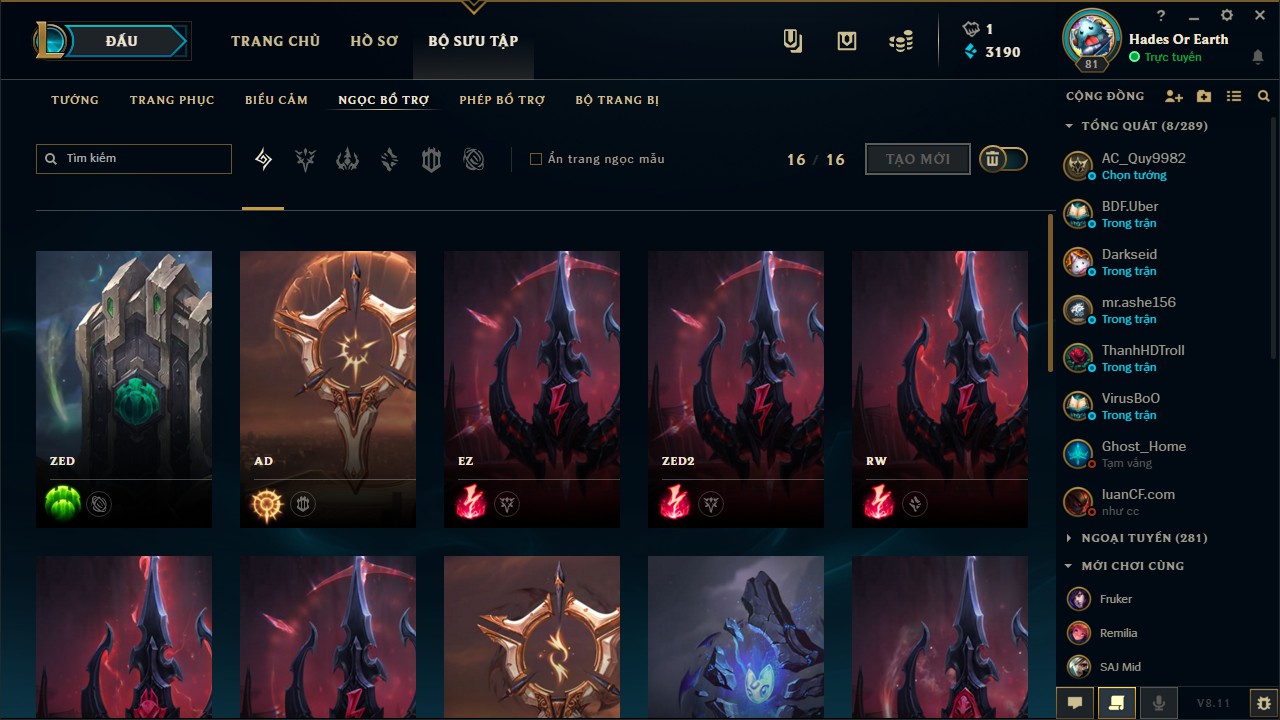 ĐẤU
TRANG CHỦ
HỒ SƠ
BỘ SƯU TẬP
1
3190
?
81
Hades Or Earth
Trực tuyến
TƯỚNG
TRANG PHỤC
BIỂU CẢM
NGỌC BỔ TRỢ
PHÉP BỔ TRỢ
BỘ TRANG BỊ
Tìm kiếm
Ẩn trang ngọc mẫu
16 / 16
TẠO MỚI
ZED
AD
EZ
ZED2
RW
CỘNG ĐỒNG
TỔNG QUÁT (8/289)
AC_Quy9982
Chọn tướng
BDF.Uber
Trong trận
Darkseid
Trong trận
mr.ashe156
Trong trận
ThanhHDTroll
Trong trận
VirusBoO
Trong trận
Ghost_Home
Tạm vắng
luanCF.com
như cc
NGOẠI TUYẾN (281)
MỚI CHƠI CÙNG
Fruker
Remilia
SAJ Mid
V8.11